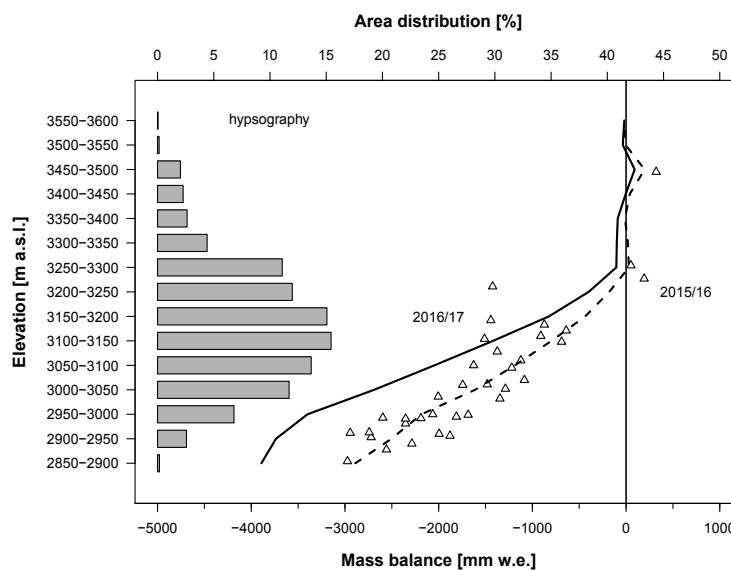 Area distribution [%]
0 5 10 15 20 25 30 35 40 45 50
Elevation [m a.s.l.]
3550−3600
3500−3550
3450−3500
3400−3450
3350−3400
3300−3350
3250−3300
3200−3250
3150−3200
3100−3150
3050−3100
3000−3050
2950−3000
2900−2950
2850−2900
hypsography
2015/16
2016/17
−5000 −4000 −3000 −2000 −1000 0 1000
Mass balance [mm w.e.]